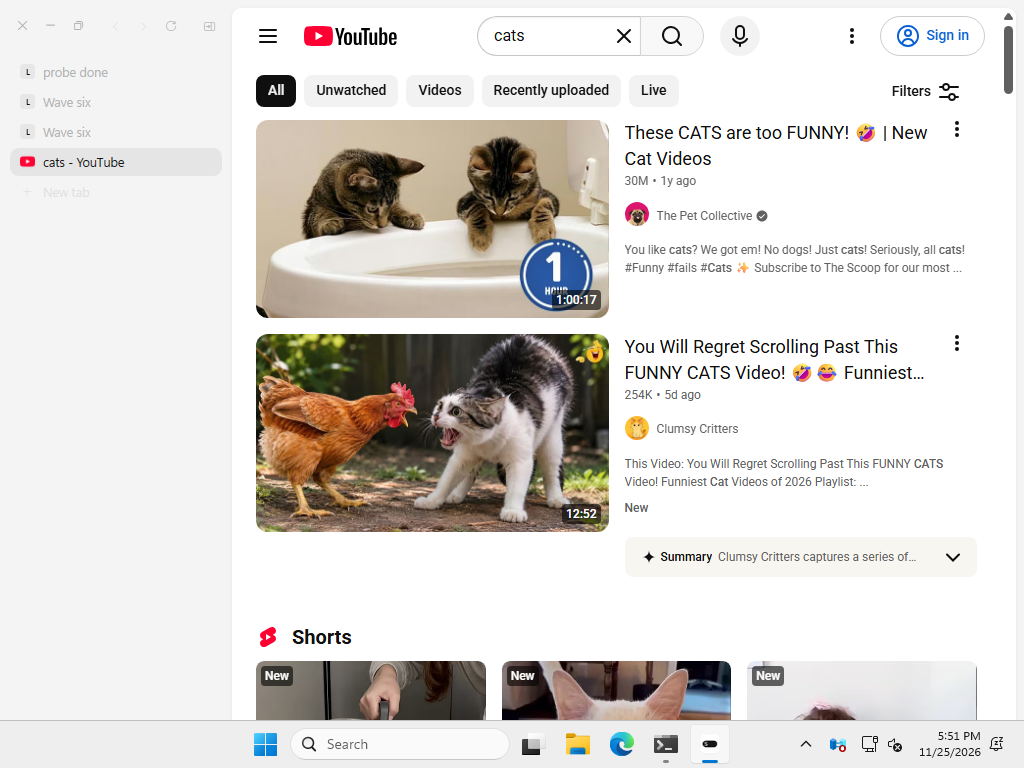 probe done
Wave six
Wave six
cats - YouTube
New tab
YouTube
cats
Sign in
All
Unwatched
Videos
Recently uploaded
Live
Filters
1
HOUR
1:00:17
These CATS are too FUNNY! 🤣 | New
Cat Videos
30M • 1y ago
The Pet Collective
You like cats? We got em! No dogs! Just cats! Seriously, all cats!
#Funny #fails #Cats ✨ Subscribe to The Scoop for our most ...
12:52
You Will Regret Scrolling Past This
FUNNY CATS Video! 🤣 😂 Funniest...
254K • 5d ago
Clumsy Critters
This Video: You Will Regret Scrolling Past This FUNNY CATS
Video! Funniest Cat Videos of 2026 Playlist: ...
New
Summary Clumsy Critters captures a series of...
Shorts
New
New
New
Search
5:51 PM
11/25/2026